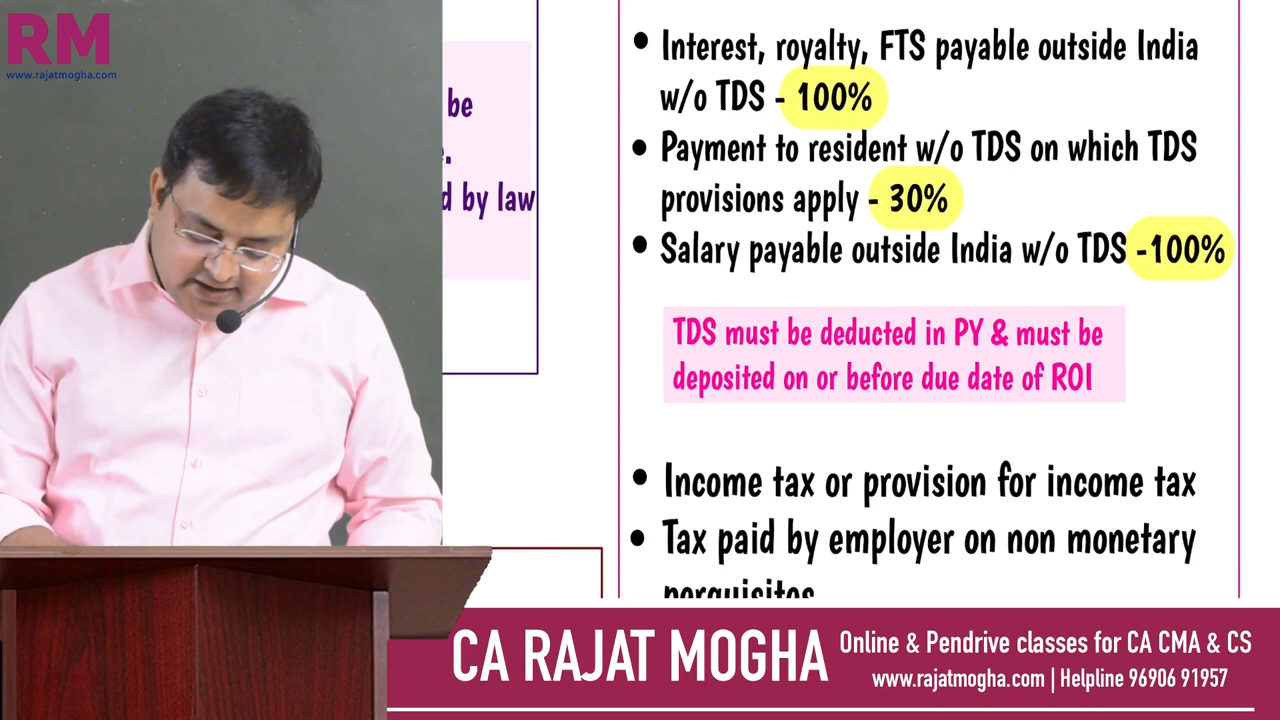 RM
www.rajatmogha.com
be
d by law
• Interest, royalty, FTS payable outside India
w/o TDS - 100%
• Payment to resident w/o TDS on which TDS
provisions apply - 30%
• Salary payable outside India w/o TDS -100%
TDS must be deducted in PY & must be
deposited on or before due date of ROI
• Income tax or provision for income tax
• Tax paid by employer on non monetary
perquisites
CA RAJAT MOGHA
Online & Pendrive classes for CA CMA & CS
www.rajatmogha.com | Helpline 96906 91957